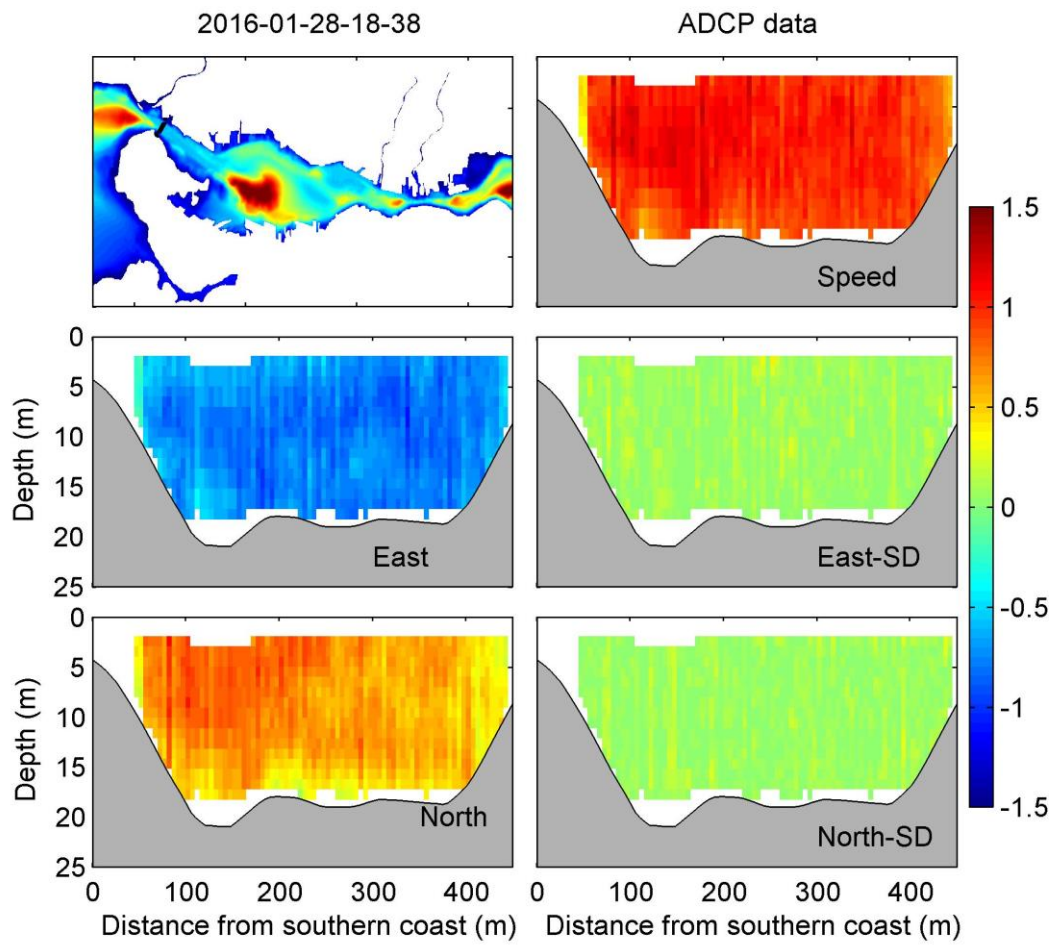 2016-01-28-18-38
ADCP data
Speed
1.5
1
0.5
0
-0.5
-1
-1.5
0
5
10
15
20
25
Depth (m)
East
East-SD
0
5
10
15
20
25
Depth (m)
North
North-SD
0 100 200 300 400
0 100 200 300 400
Distance from southern coast (m)
Distance from southern coast (m)